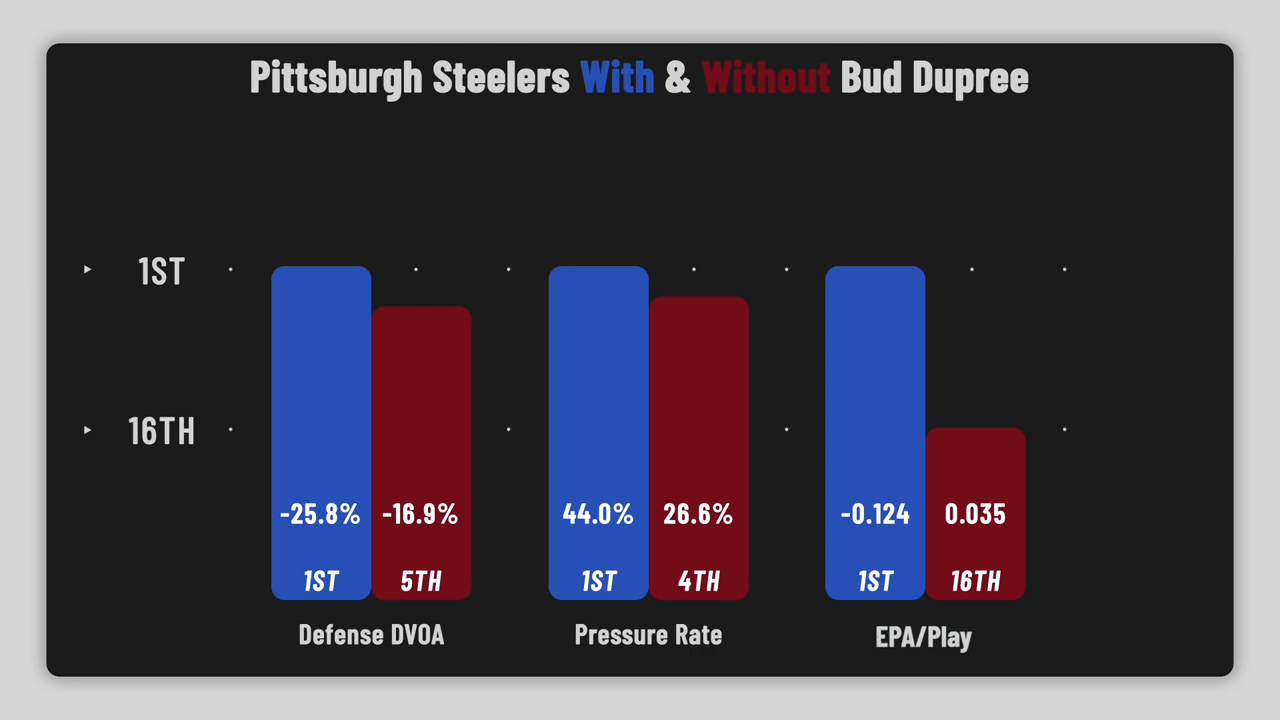 Pittsburgh Steelers With & Without Bud Dupree
1ST
16TH
-25.8% -16.9% 44.0% 26.6% -0.124 0.035
1ST 5TH 1ST 4TH 1ST 16TH
Defense DVOA Pressure Rate EPA/Play